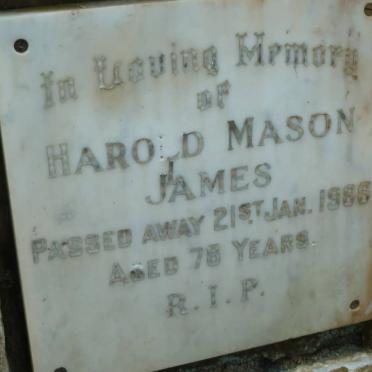 In Loving Memory
of
HAROLD MASON
JAMES
PASSED AWAY 21ST JAN. 1966
AGED 78 YEARS
R.I.P.